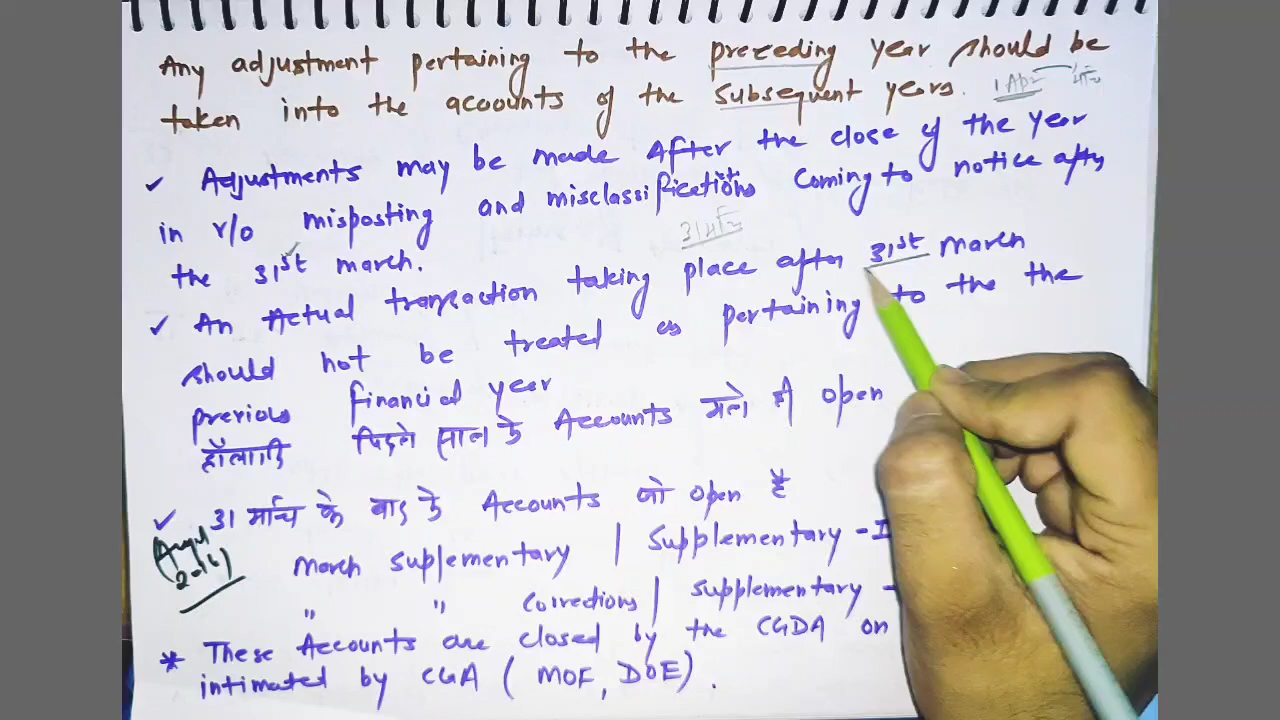 Any adjustment pertaining to the preceding year should be
taken into the accounts of the subsequent years.
✓ Adjustments may be made After the close of the year
in r/o misposting and misclassifications coming to notice after
the 31st march.
31 मार्च
✓ An Actual transaction taking place after 31st march
should not be treated as pertaining to the the
previous financial year
पिछले साल के Accounts भले ही open
✓ 31 मार्च के बाद के Accounts जो open है
March suplementary | Supplementary - I
" " Corrections | supplementary -
* These Accounts are closed by the CGDA on
intimated by CGA ( MOF, DOE).